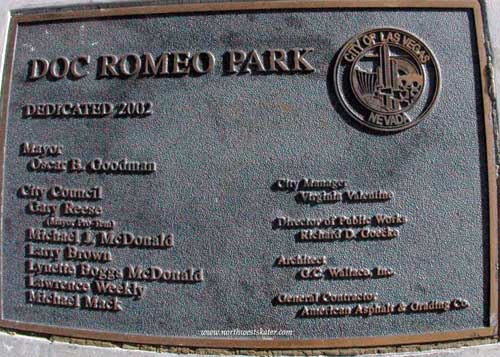 DOC ROMEO PARK
CITY OF LAS VEGAS
NEVADA
DEDICATED 2002
Mayor
Oscar B. Goodman
City Council
Gary Reese
(Mayor Pro-Tem)
Michael J. McDonald
Larry Brown
Lynette Boggs McDonald
Lawrence Weekly
Michael Mack
City Manager
Virginia Valentine
Director of Public Works
Richard D. Goecke
Architect
G.C. Wallace, Inc.
General Contractor
American Asphalt & Grading Co.
www.northwestskater.com